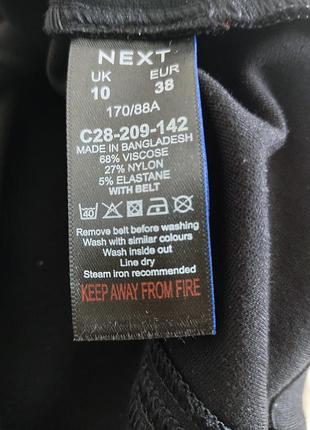 NEXT
UK EUR
10 38
170/88A
C28-209-142
MADE IN BANGLADESH
68% VISCOSE
27% NYLON
5% ELASTANE
WITH BELT
40
Remove belt before washing
Wash with similar colours
Wash inside out
Line dry
Steam iron recommended
KEEP AWAY FROM FIRE